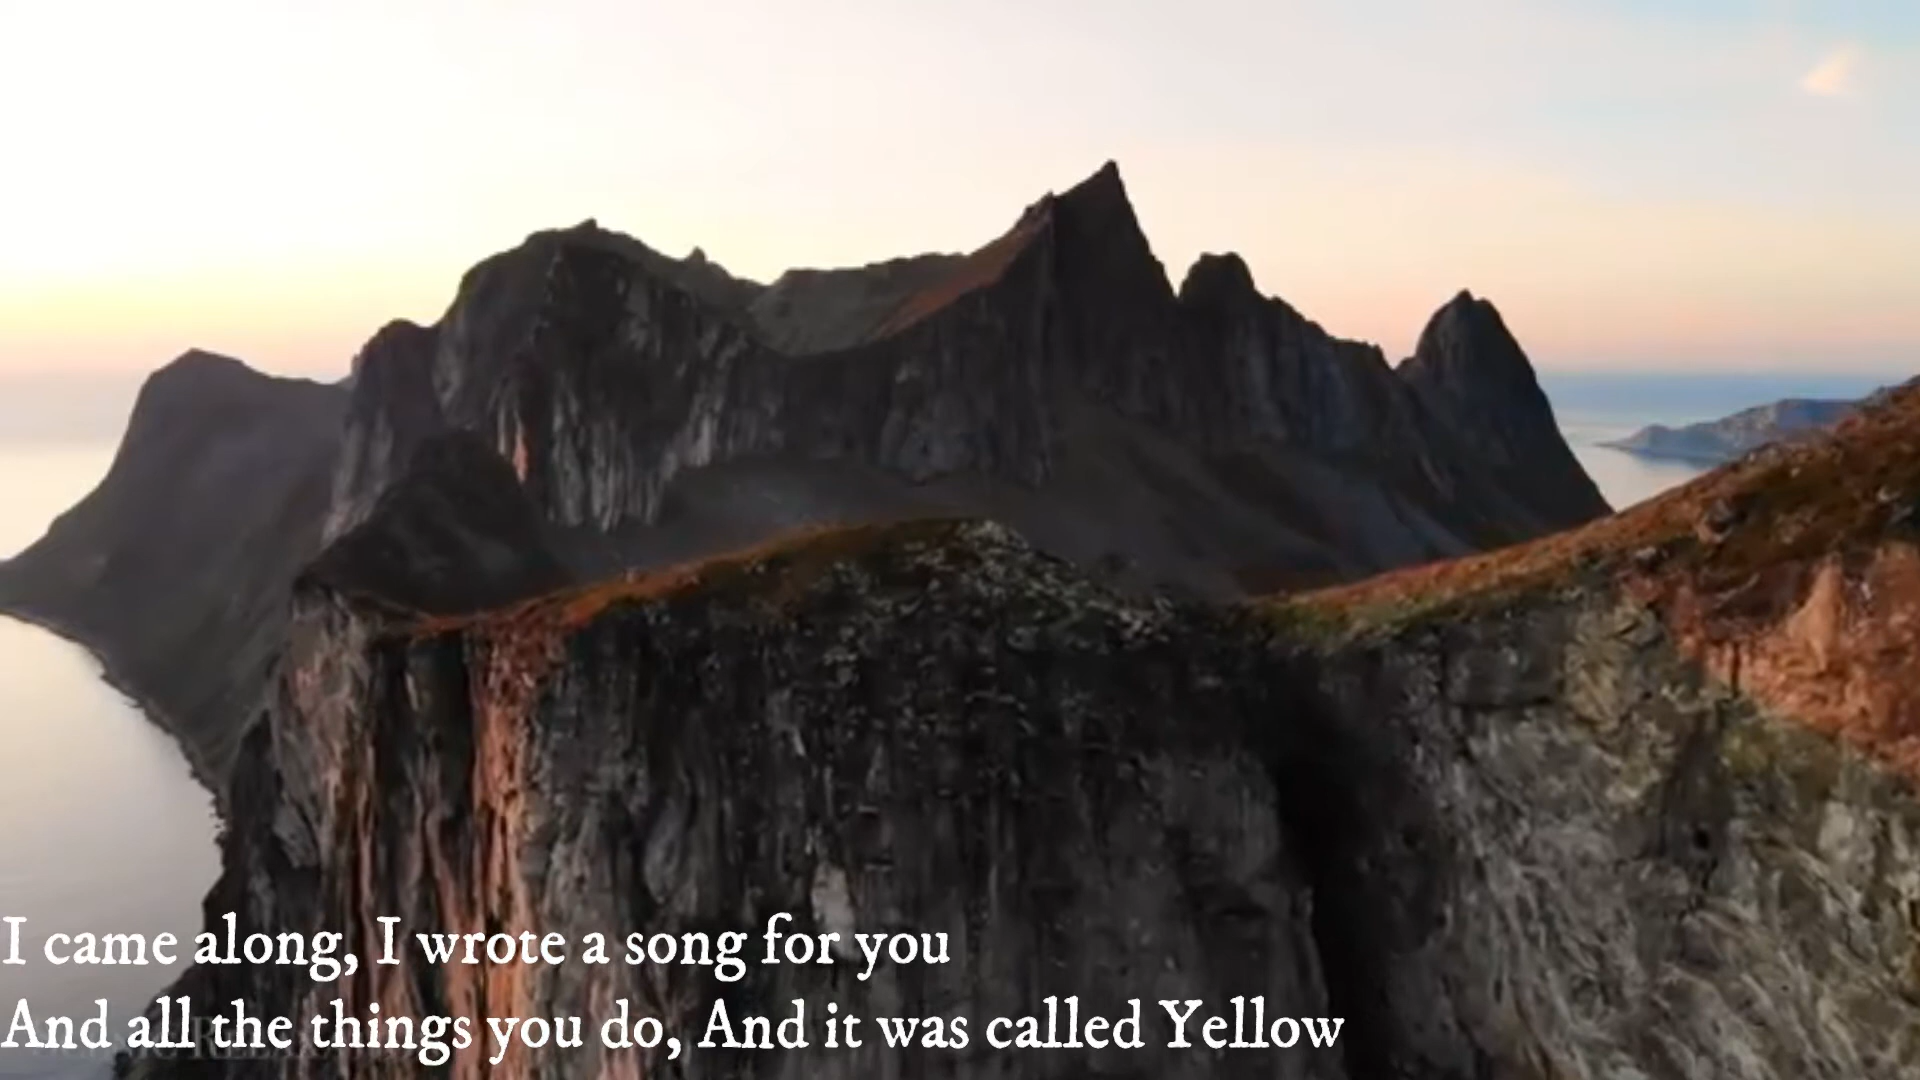 I came along, I wrote a song for you
And all the things you do, And it was called Yellow